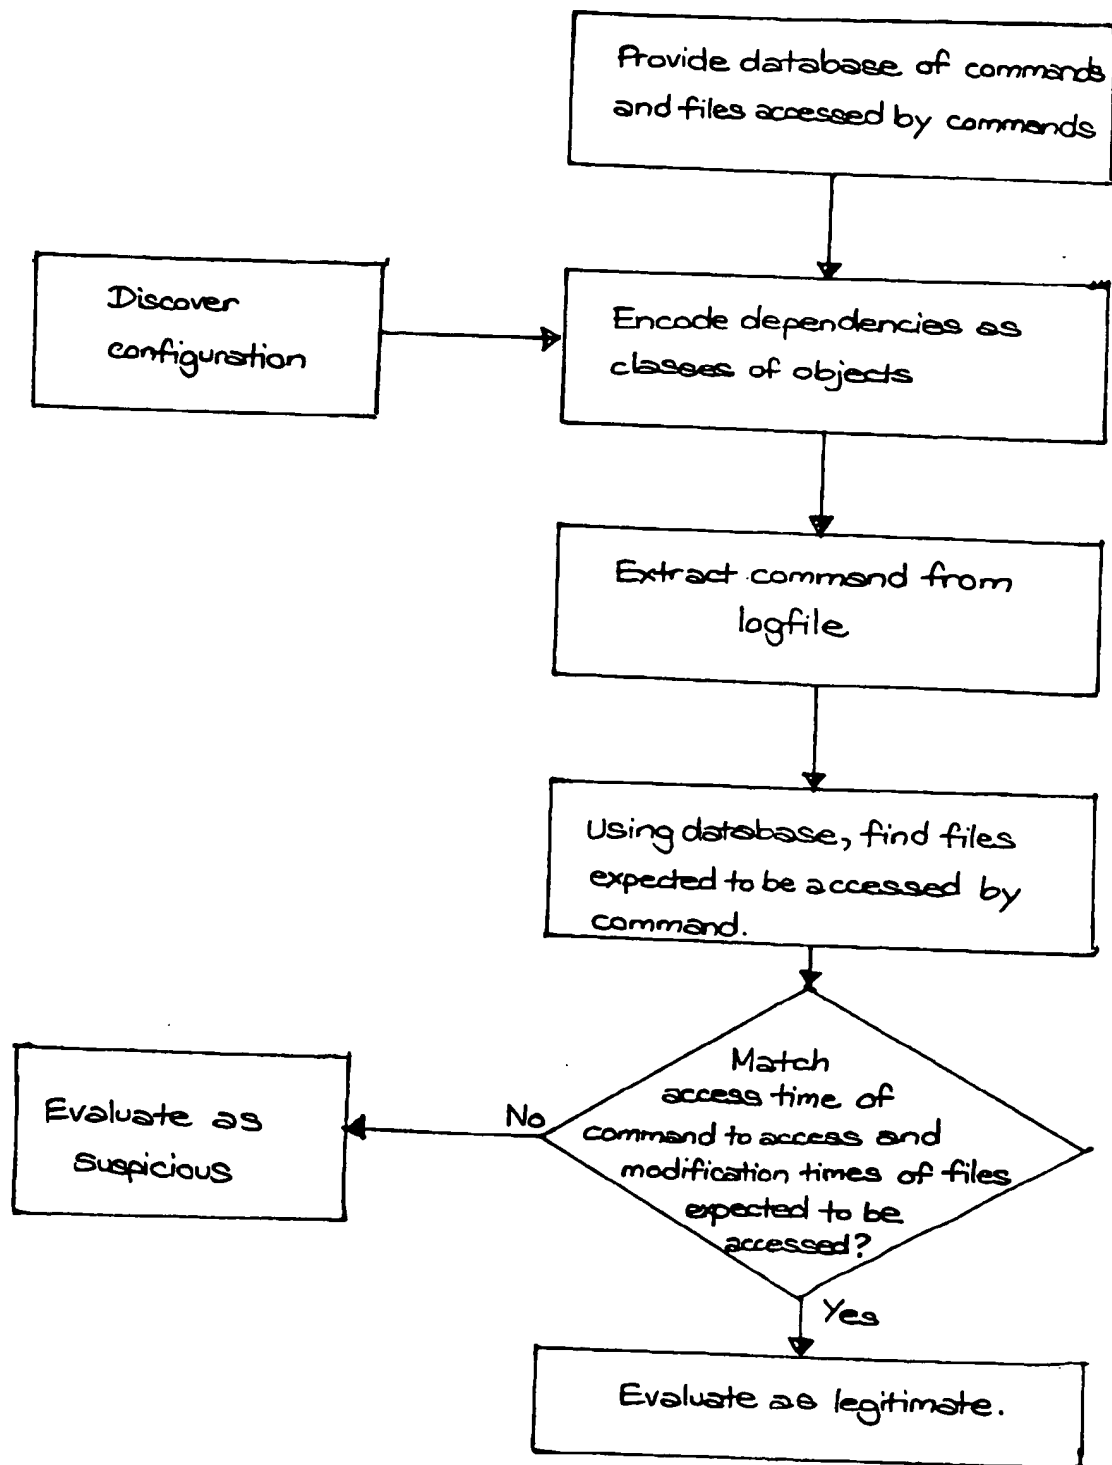 Provide database of commands
and files accessed by commands
Discover
configuration
Encode dependencies as
classes of objects
Extract command from
logfile
Using database, find files
expected to be accessed by
command.
Match
access time of
command to access and
modification times of files
expected to be
accessed?
No
Evaluate as
suspicious
Yes
Evaluate as legitimate.